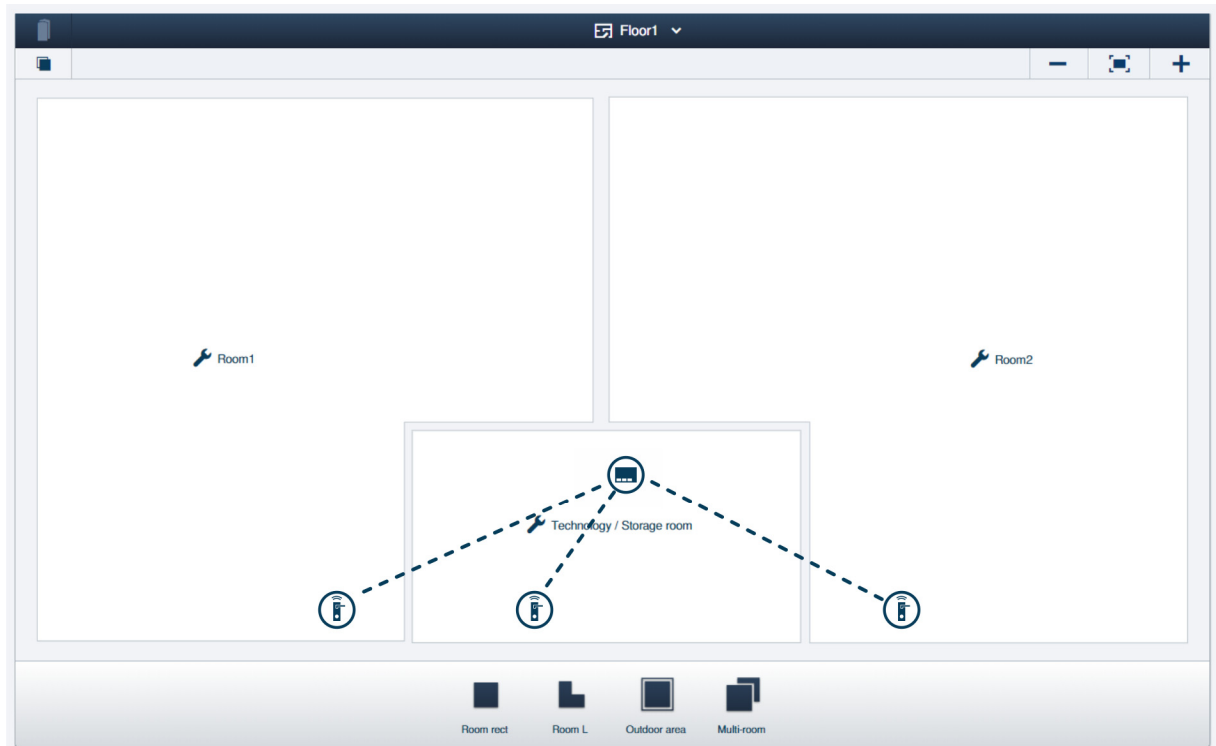 Floor1
Room1
Room2
Technology / Storage room
Room rect
Room L
Outdoor area
Multi-room